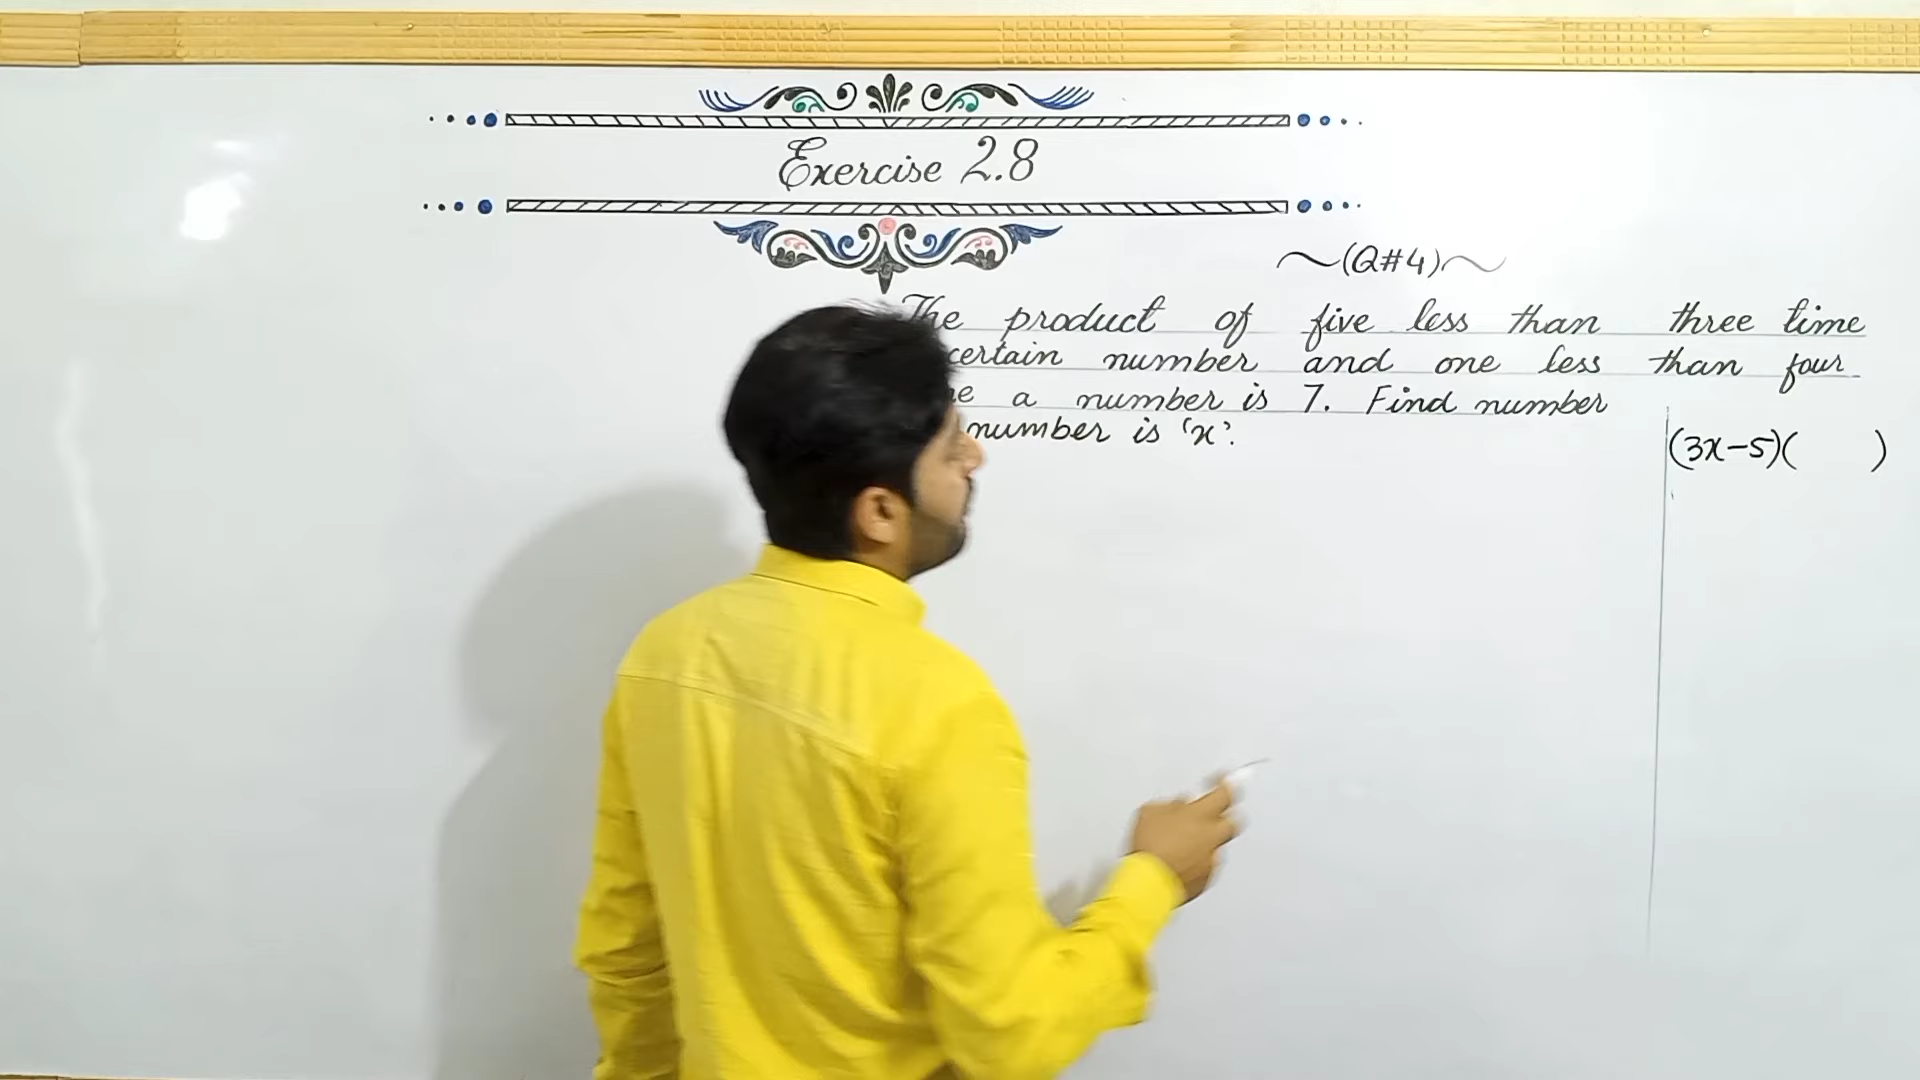 Exercise 2.8
(Q#4)
The product of five less than three time
certain number and one less than four
a number is 7. Find number
number is 'x'.
(3x-5)( )